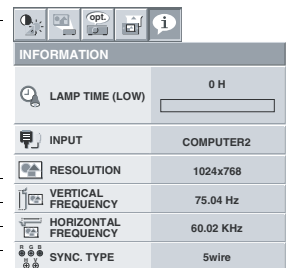 opt.
i
INFORMATION
LAMP TIME (LOW)
0 H
INPUT
COMPUTER2
RESOLUTION
1024x768
VERTICAL
FREQUENCY
75.04 Hz
HORIZONTAL
FREQUENCY
60.02 KHz
R G B
H V
SYNC. TYPE
5wire